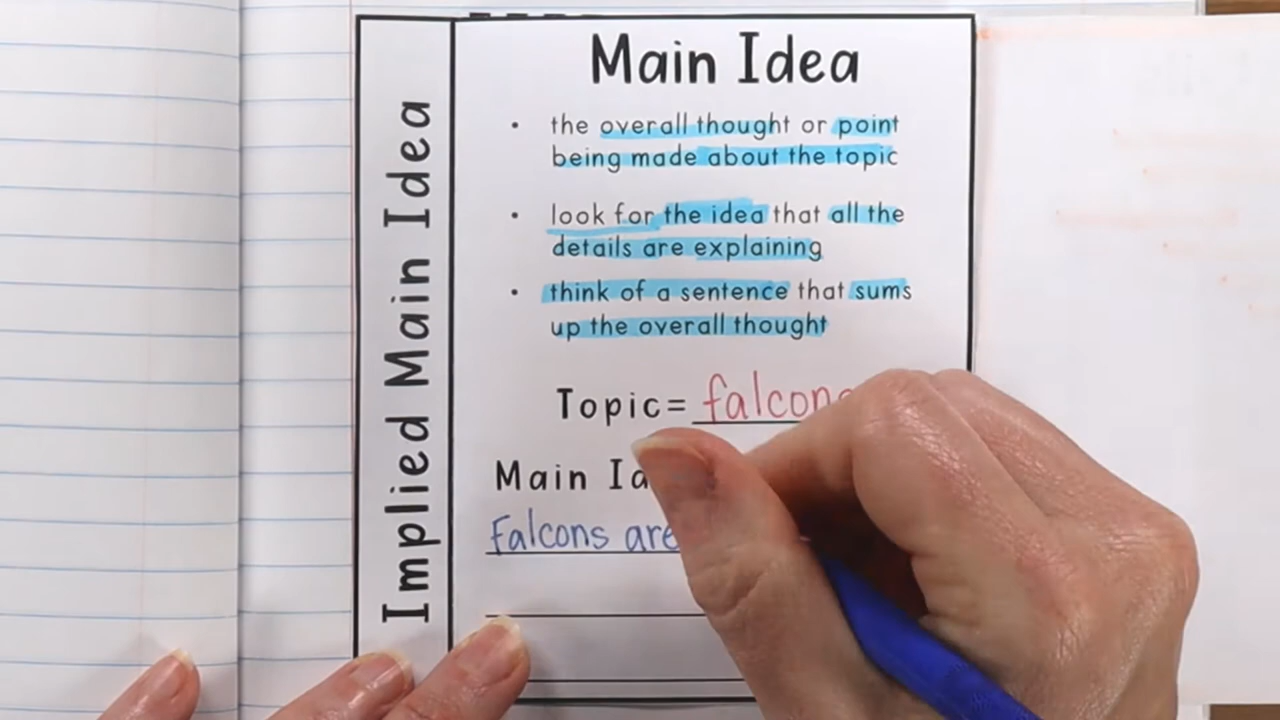 Main Idea
• the overall thought or point
being made about the topic
• look for the idea that all the
details are explaining
• think of a sentence that sums
up the overall thought
Topic= falcons
Main
Falcons are
Implied Main Idea